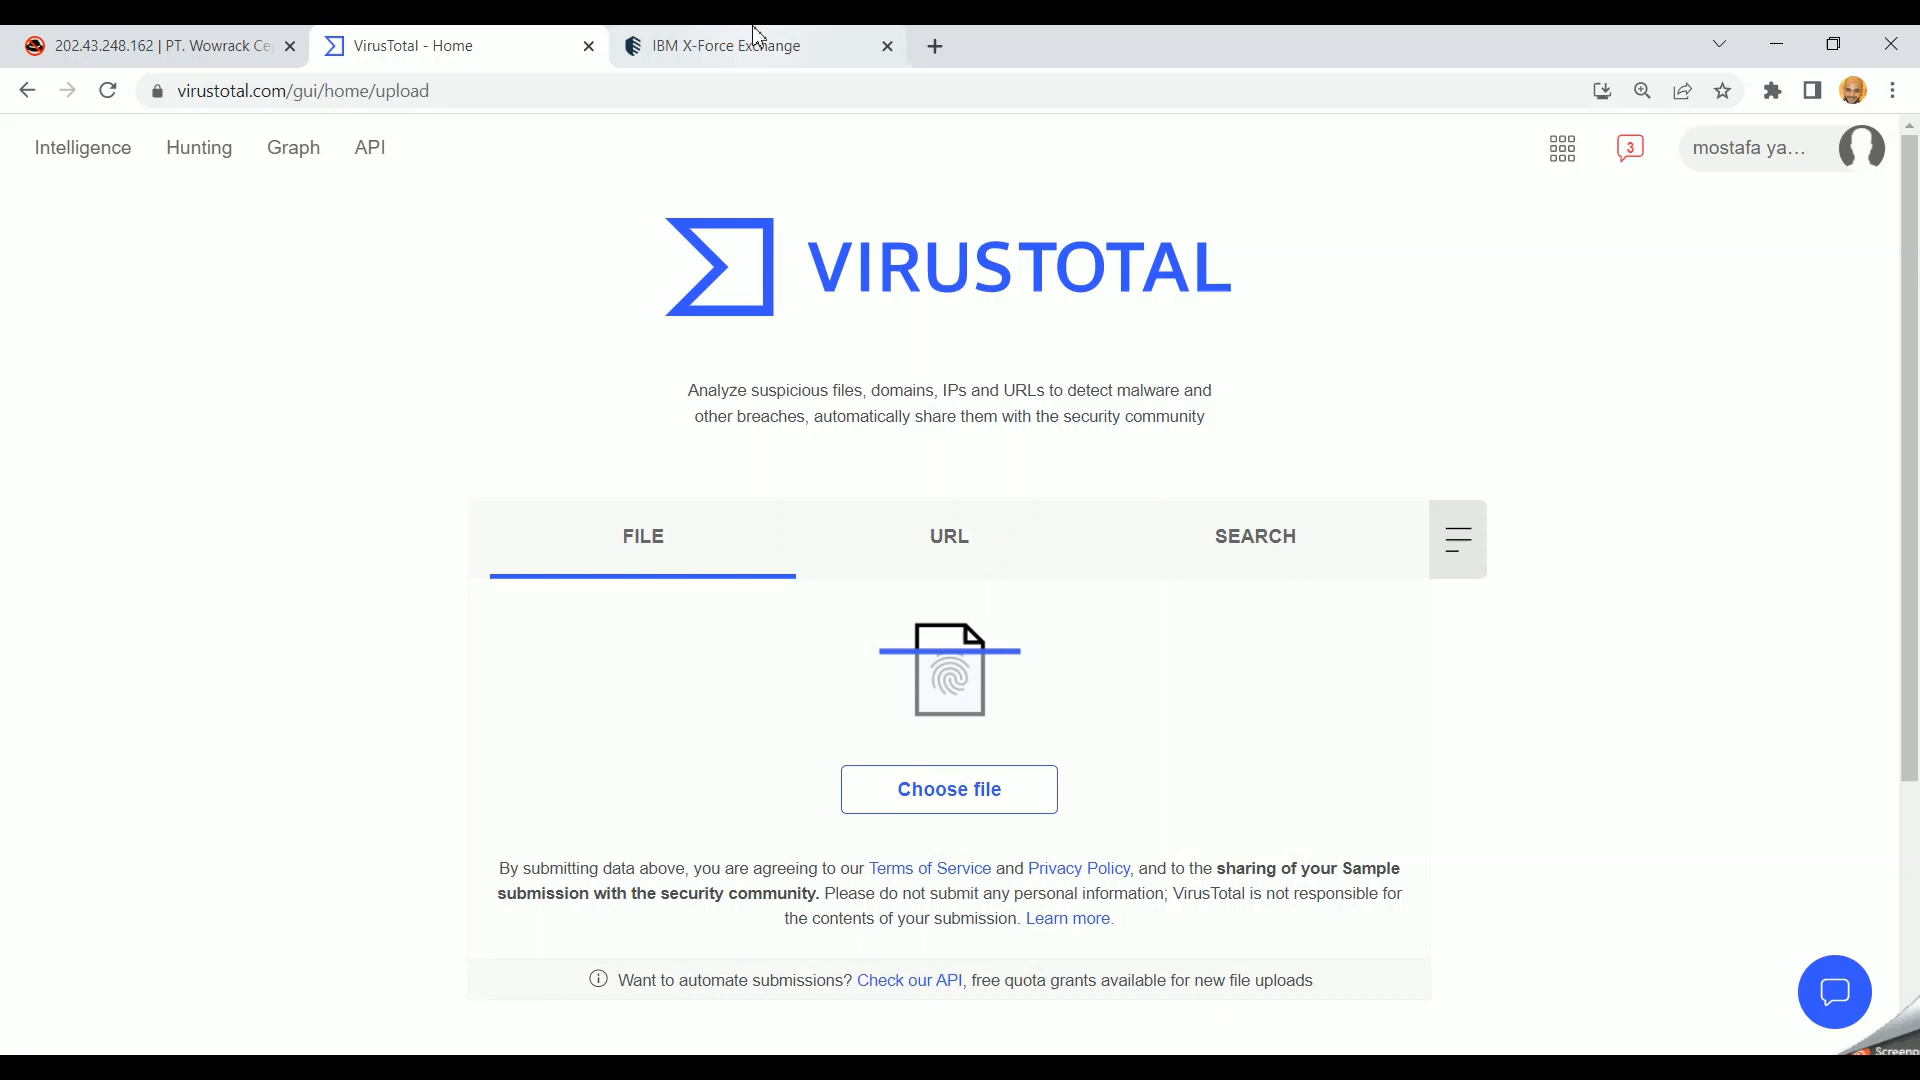 202.43.248.162 | PT. Wowrack Ce
VirusTotal - Home
IBM X-Force Exchange
virustotal.com/gui/home/upload
Intelligence
Hunting
Graph
API
3
mostafa ya...
VIRUSTOTAL
Analyze suspicious files, domains, IPs and URLs to detect malware and
other breaches, automatically share them with the security community
FILE
URL
SEARCH
Choose file
By submitting data above, you are agreeing to our Terms of Service and Privacy Policy, and to the sharing of your Sample
submission with the security community. Please do not submit any personal information; VirusTotal is not responsible for
the contents of your submission. Learn more.
Want to automate submissions? Check our API, free quota grants available for new file uploads